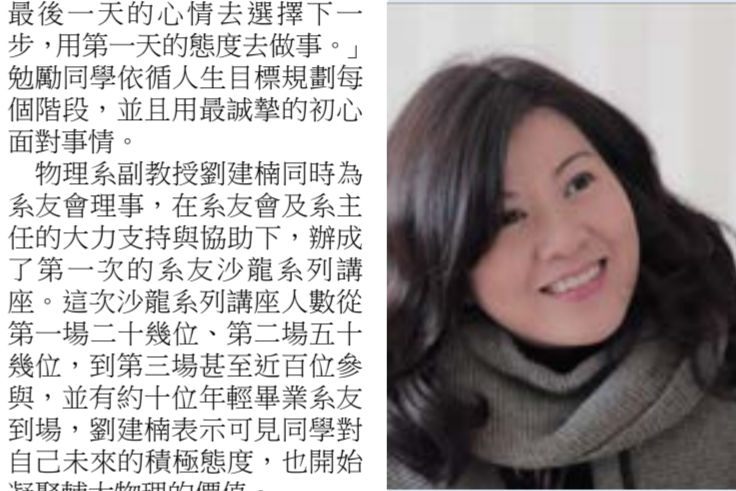 最後一天的心情去選擇下一
步，用第一天的態度去做事。」
勉勵同學依循人生目標規劃每
個階段，並且用最誠摯的初心
面對事情。
物理系副教授劉建楠同時為
系友會理事，在系友會及系主
任的大力支持與協助下，辦成
了第一次的系友沙龍系列講
座。這次沙龍系列講座人數從
第一場二十幾位、第二場五十
幾位，到第三場甚至近百位參
與，並有約十位年輕畢業系友
到場，劉建楠表示可見同學對
自己未來的積極態度，也開始
凝聚輔大物理的價值。